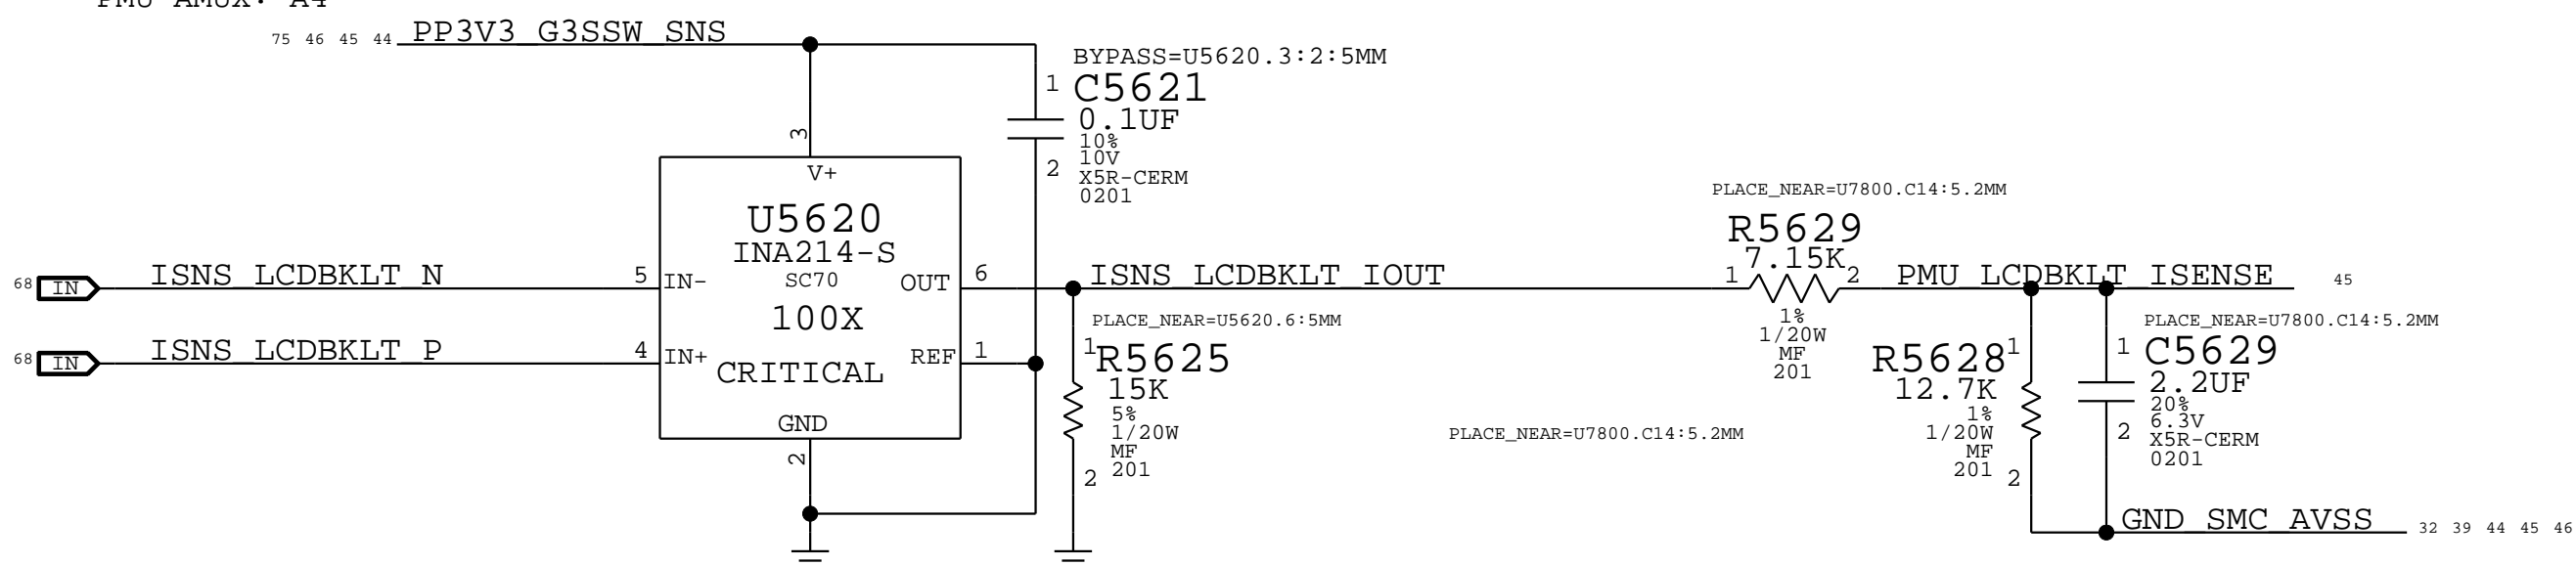 PMU AMUX: A4
75 46 45 44 PP3V3_G3SSW_SNS
BYPASS=U5620.3:2:5MM
1
C5621
0.1UF
10%
10V
2
X5R-CERM
0201
3
V+
U5620
INA214-S
SC70
100X
CRITICAL
GND
2
68 IN ISNS_LCDBKLT_N 5 IN-
68 IN ISNS_LCDBKLT_P 4 IN+
OUT 6 ISNS_LCDBKLT_IOUT
REF 1
PLACE_NEAR=U5620.6:5MM
1
R5625
15K
5%
1/20W
MF
201
2
PLACE_NEAR=U7800.C14:5.2MM
R5629
7.15K
1 2
1%
1/20W
MF
201
PMU_LCDBKLT_ISENSE 45
PLACE_NEAR=U7800.C14:5.2MM
R5628
1
12.7K
1%
1/20W
MF
201
2
PLACE_NEAR=U7800.C14:5.2MM
1
C5629
2.2UF
20%
6.3V
2
X5R-CERM
0201
GND_SMC_AVSS 32 39 44 45 46